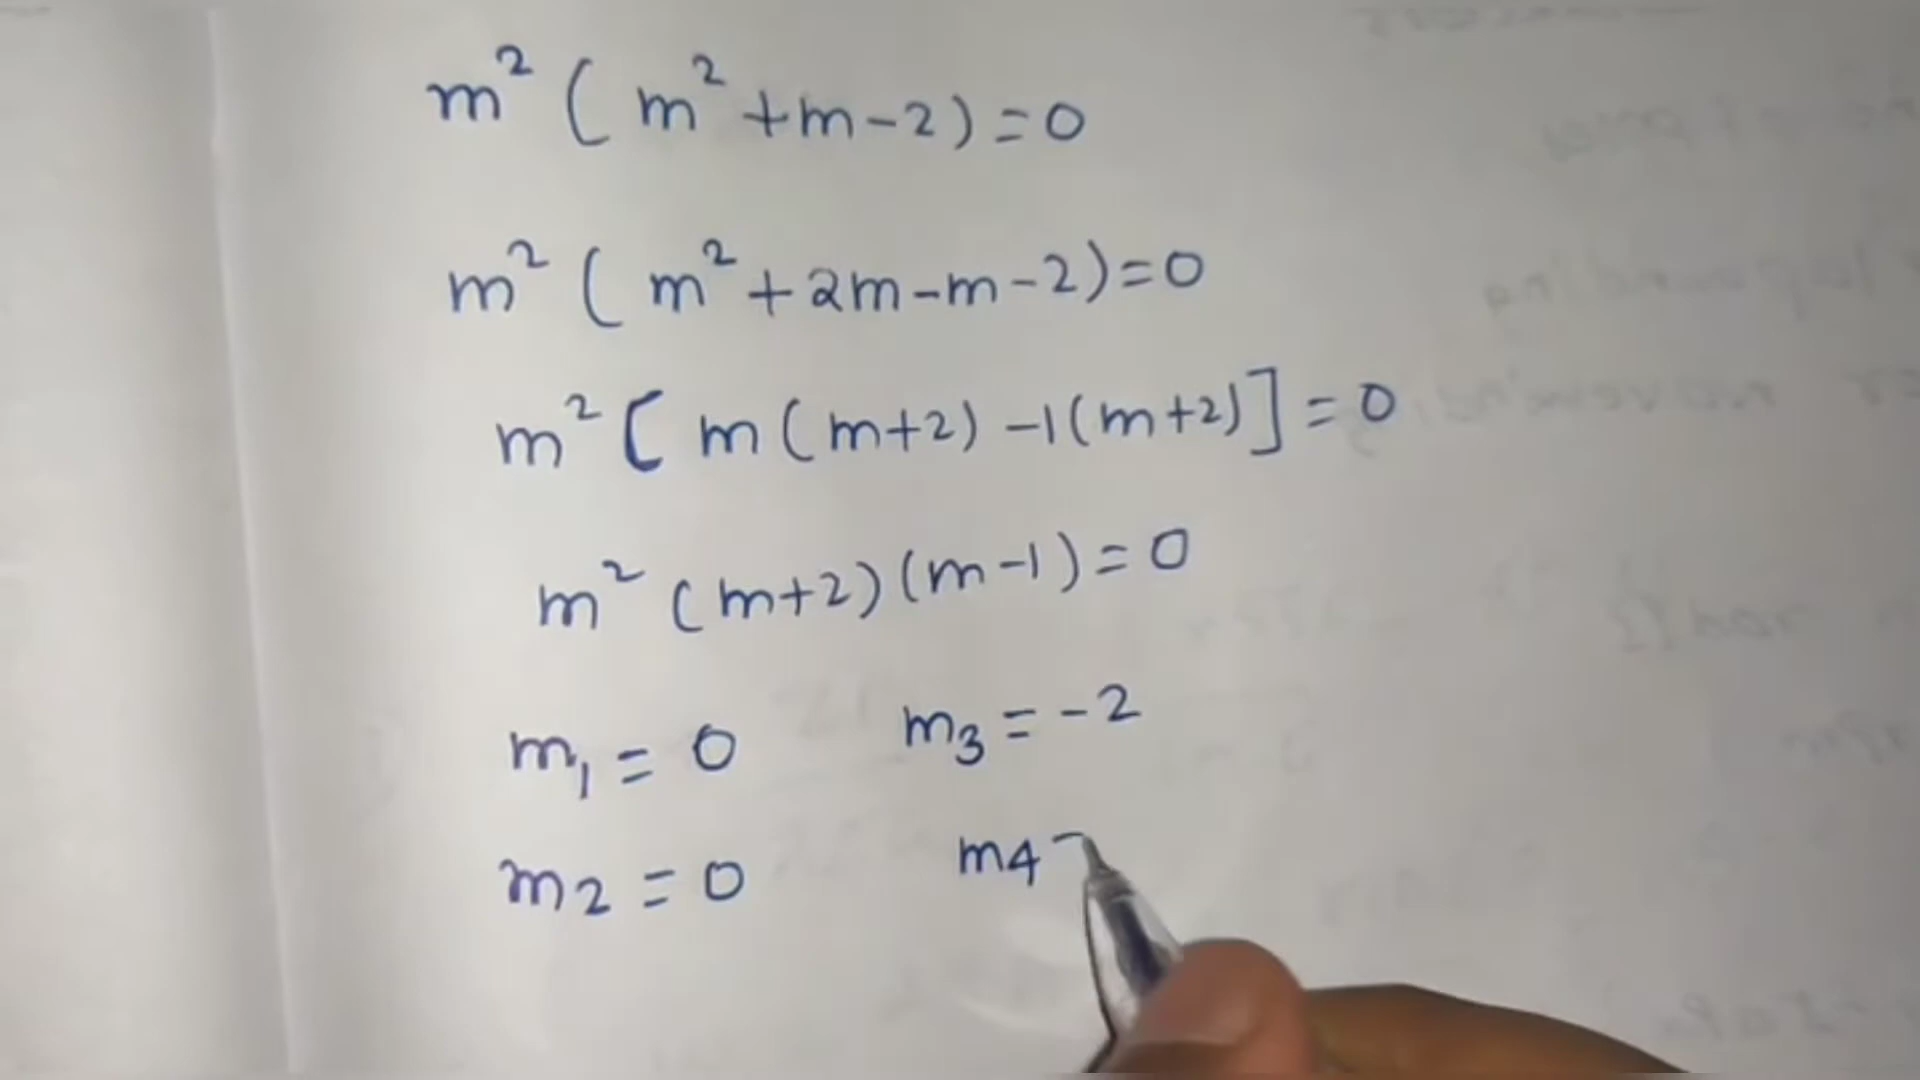 m² ( m² + m - 2 ) = 0
m² ( m² + 2m - m - 2 ) = 0
m² [ m ( m + 2 ) - 1 ( m + 2 ) ] = 0
m² ( m + 2 ) ( m - 1 ) = 0
m₁ = 0 m₃ = - 2
m₂ = 0 m₄